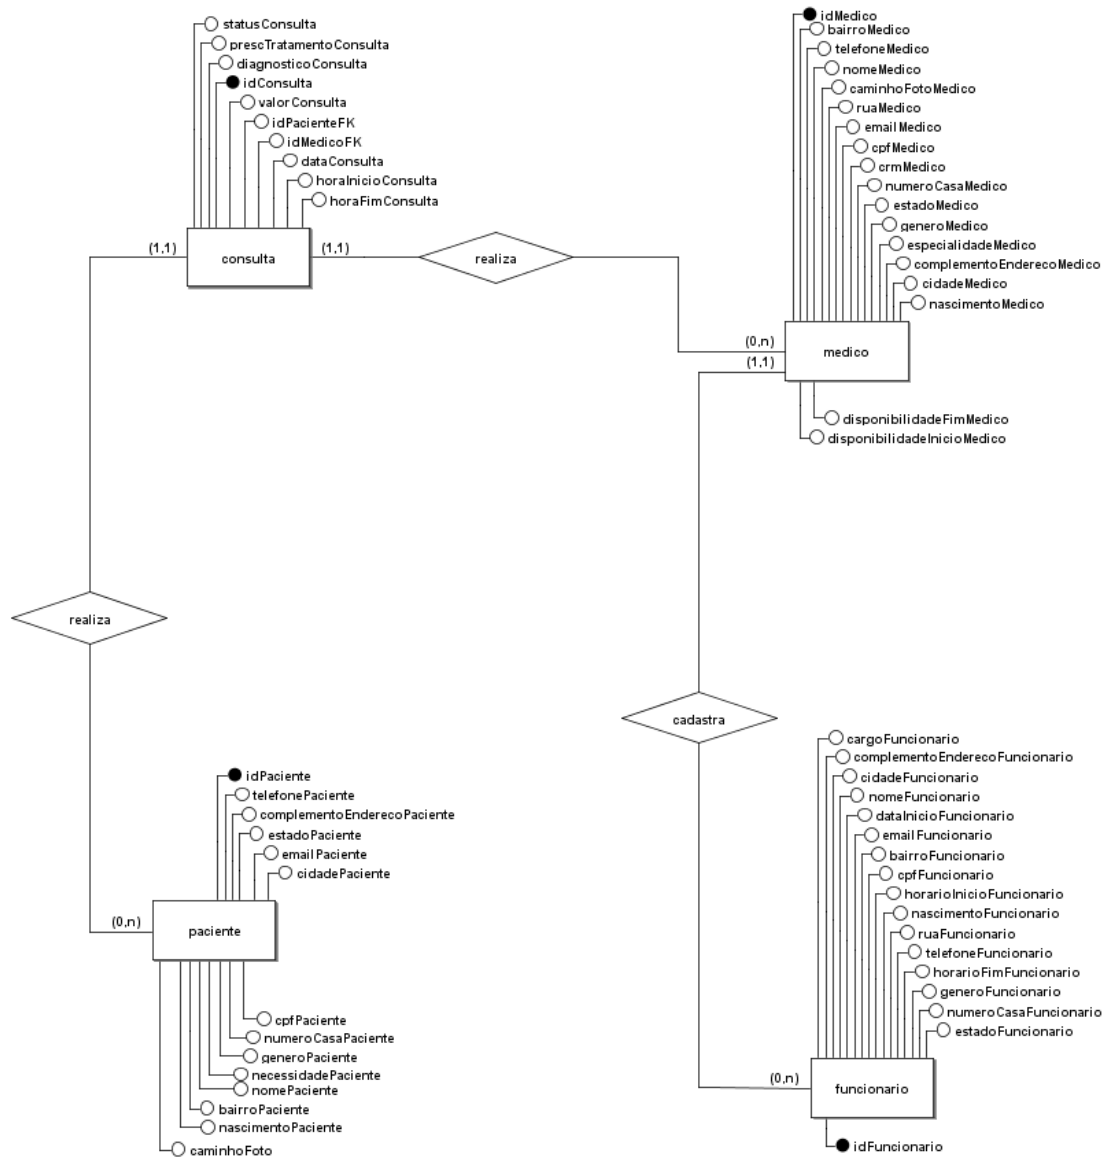 statusConsulta
prescTratamentoConsulta
diagnosticoConsulta
idConsulta
valorConsulta
idPacienteFK
idMedicoFK
dataConsulta
horaInicioConsulta
horaFimConsulta
(1,1)
consulta
(1,1)
realiza
idMedico
bairroMedico
telefoneMedico
nomeMedico
caminhoFotoMedico
ruaMedico
emailMedico
cpfMedico
crmMedico
numeroCasaMedico
estadoMedico
generoMedico
especialidadeMedico
complementoEnderecoMedico
cidadeMedico
nascimentoMedico
(0,n)
medico
(1,1)
disponibilidadeFimMedico
disponibilidadeInicioMedico
realiza
cadastra
idPaciente
telefonePaciente
complementoEnderecoPaciente
estadoPaciente
emailPaciente
cidadePaciente
(0,n)
paciente
cpfPaciente
numeroCasaPaciente
generoPaciente
necessidadePaciente
nomePaciente
bairroPaciente
nascimentoPaciente
caminhoFoto
cargoFuncionario
complementoEnderecoFuncionario
cidadeFuncionario
nomeFuncionario
dataInicioFuncionario
emailFuncionario
bairroFuncionario
cpfFuncionario
horarioInicioFuncionario
nascimentoFuncionario
ruaFuncionario
telefoneFuncionario
horarioFimFuncionario
generoFuncionario
numeroCasaFuncionario
estadoFuncionario
(0,n)
funcionario
idFuncionario